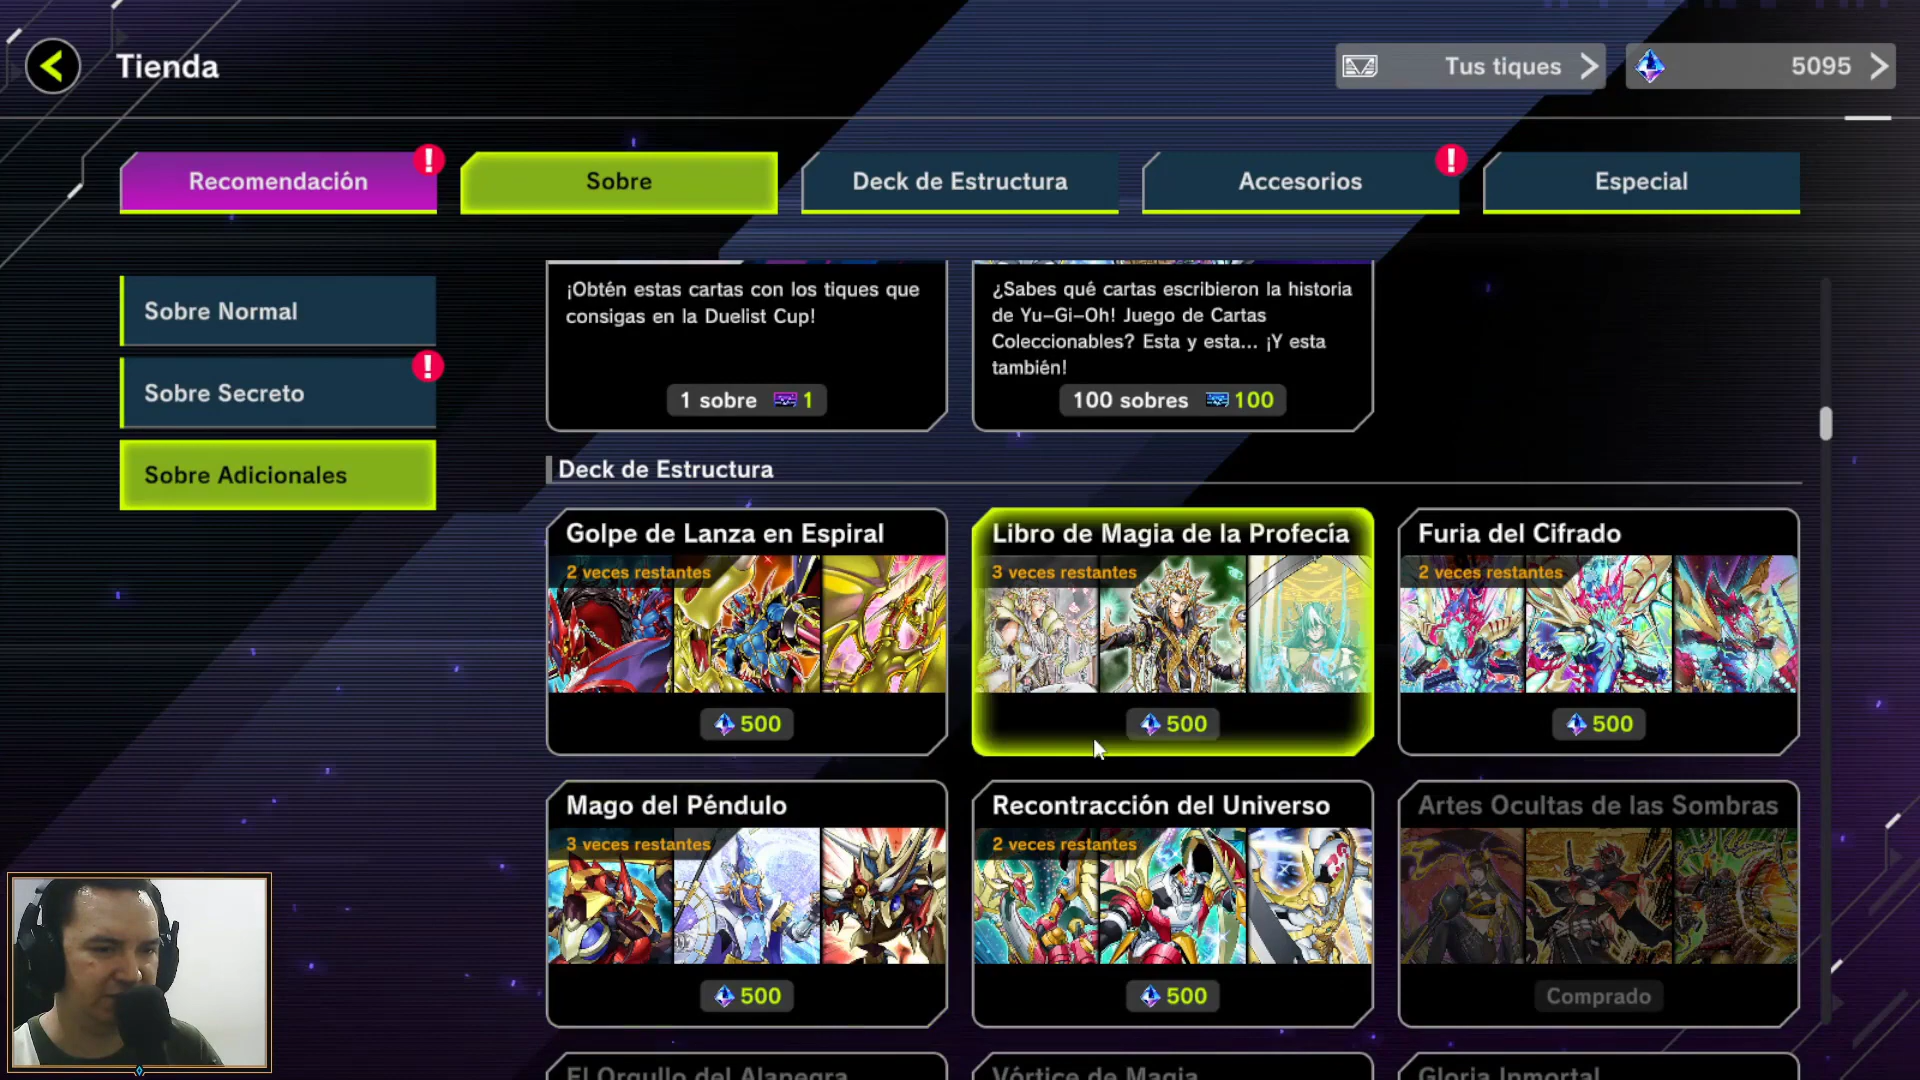 Tienda
Tus tiques
5095
Recomendación
Sobre
Deck de Estructura
Accesorios
Especial
Sobre Normal
Sobre Secreto
Sobre Adicionales
¡Obtén estas cartas con los tiques que
consigas en la Duelist Cup!
1 sobre 1
¿Sabes qué cartas escribieron la historia
de Yu-Gi-Oh! Juego de Cartas
Coleccionables? Esta y esta... ¡Y esta
también!
100 sobres 100
Deck de Estructura
Golpe de Lanza en Espiral
2 veces restantes
500
Libro de Magia de la Profecía
3 veces restantes
500
Furia del Cifrado
2 veces restantes
500
Mago del Péndulo
3 veces restantes
500
Recontracción del Universo
2 veces restantes
500
Artes Ocultas de las Sombras
Comprado
El Orgullo del Alanegra
Vórtice de Magia
Gloria Inmortal